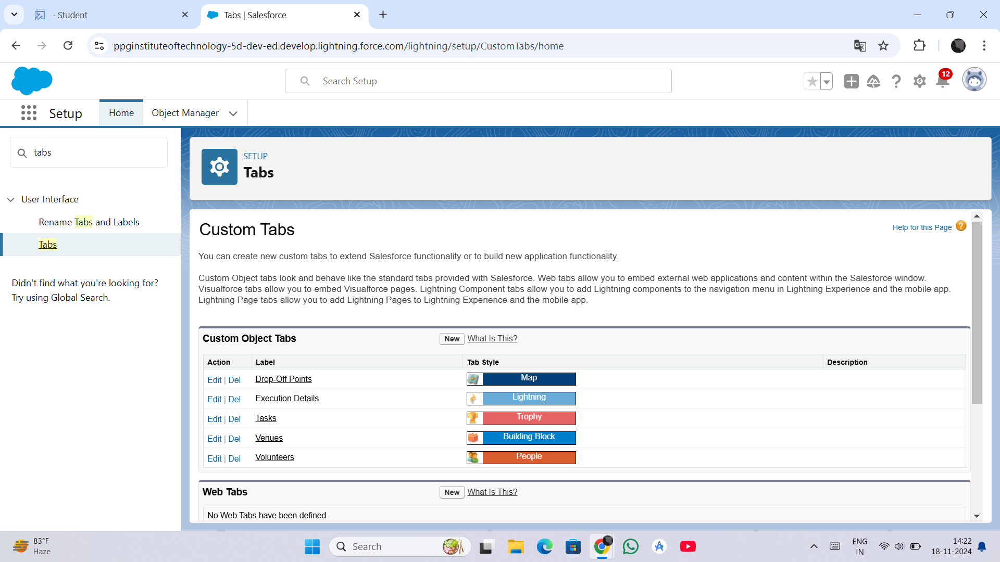 - Student
Tabs | Salesforce
ppginstituteoftechnology-5d-dev-ed.develop.lightning.force.com/lightning/setup/CustomTabs/home
Search Setup
12
Setup
Home
Object Manager
tabs
User Interface
Rename Tabs and Labels
Tabs
Didn't find what you're looking for?
Try using Global Search.
SETUP
Tabs
Custom Tabs
Help for this Page
You can create new custom tabs to extend Salesforce functionality or to build new application functionality.
Custom Object tabs look and behave like the standard tabs provided with Salesforce. Web tabs allow you to embed external web applications and content within the Salesforce window.
Visualforce tabs allow you to embed Visualforce pages. Lightning Component tabs allow you to add Lightning components to the navigation menu in Lightning Experience and the mobile app.
Lightning Page tabs allow you to add Lightning Pages to Lightning Experience and the mobile app.
Custom Object Tabs New What Is This?
Action Label Tab Style Description
Edit | Del Drop-Off Points Map
Edit | Del Execution Details Lightning
Edit | Del Tasks Trophy
Edit | Del Venues Building Block
Edit | Del Volunteers People
Web Tabs New What Is This?
No Web Tabs have been defined
83°F
Haze
Search
ENG
IN
14:22
18-11-2024